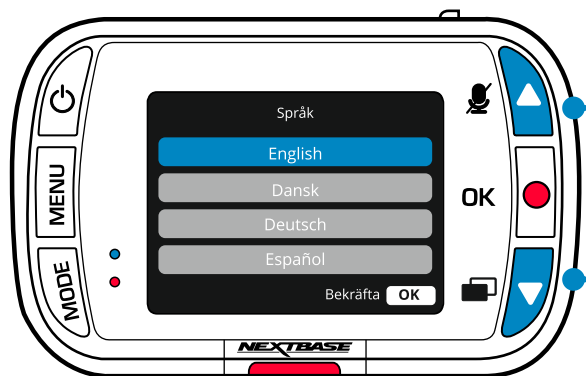 Språk
English
Dansk
Deutsch
Español
Bekräfta OK
MENU
MODE
OK
NEXTBASE